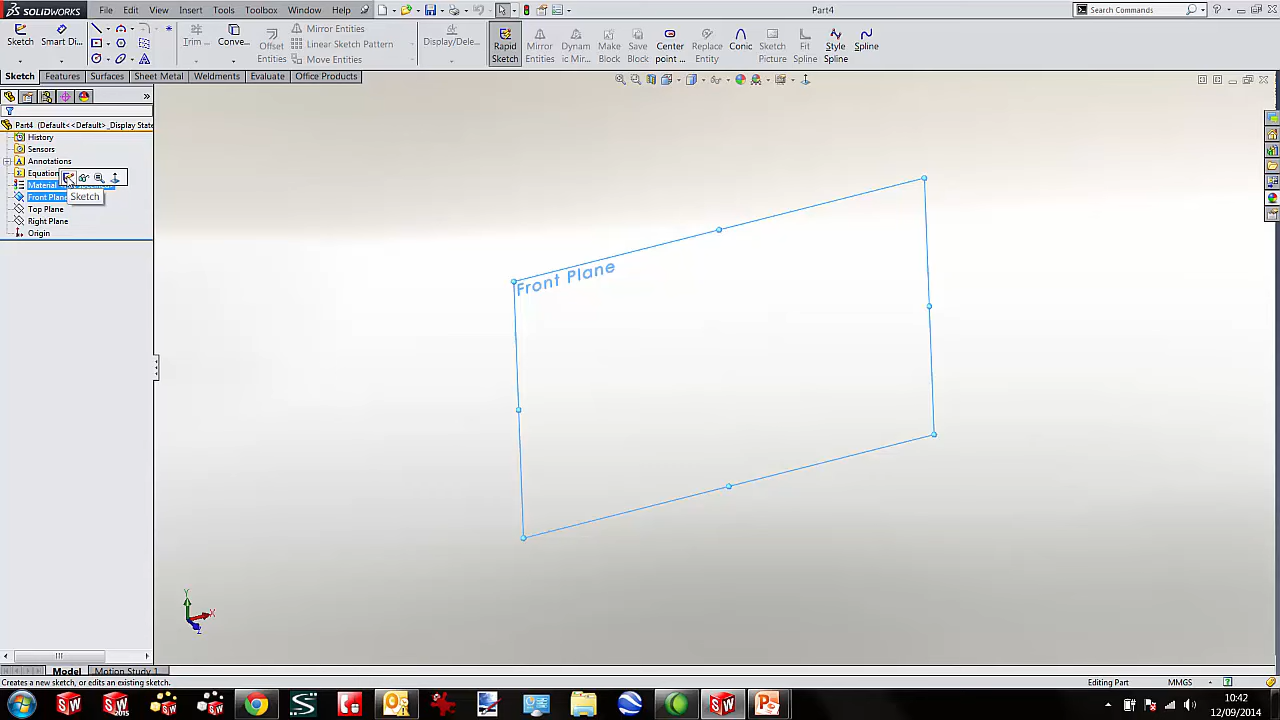 SOLIDWORKS File Edit View Insert Tools Toolbox Window Help Part4 Search Commands
Sketch Smart Di... Trim ... Conve... Offset Entities Mirror Entities Linear Sketch Pattern Move Entities Display/Dele... Rapid Sketch Mirror Entities Dynam ic Mir... Make Block Save Block Center point ... Replace Entity Conic Sketch Picture Fit Spline Style Spline Spline
Sketch Features Surfaces Sheet Metal Weldments Evaluate Office Products
Part4 (Default<<Default>_Display State
History
Sensors
Annotations
Equation
Material
Front Plane
Sketch
Top Plane
Right Plane
Origin
Front Plane
Y
X
Z
Model Motion Study 1
Creates a new sketch, or edits an existing sketch. Editing Part MMGS
2015
10:42
12/09/2014